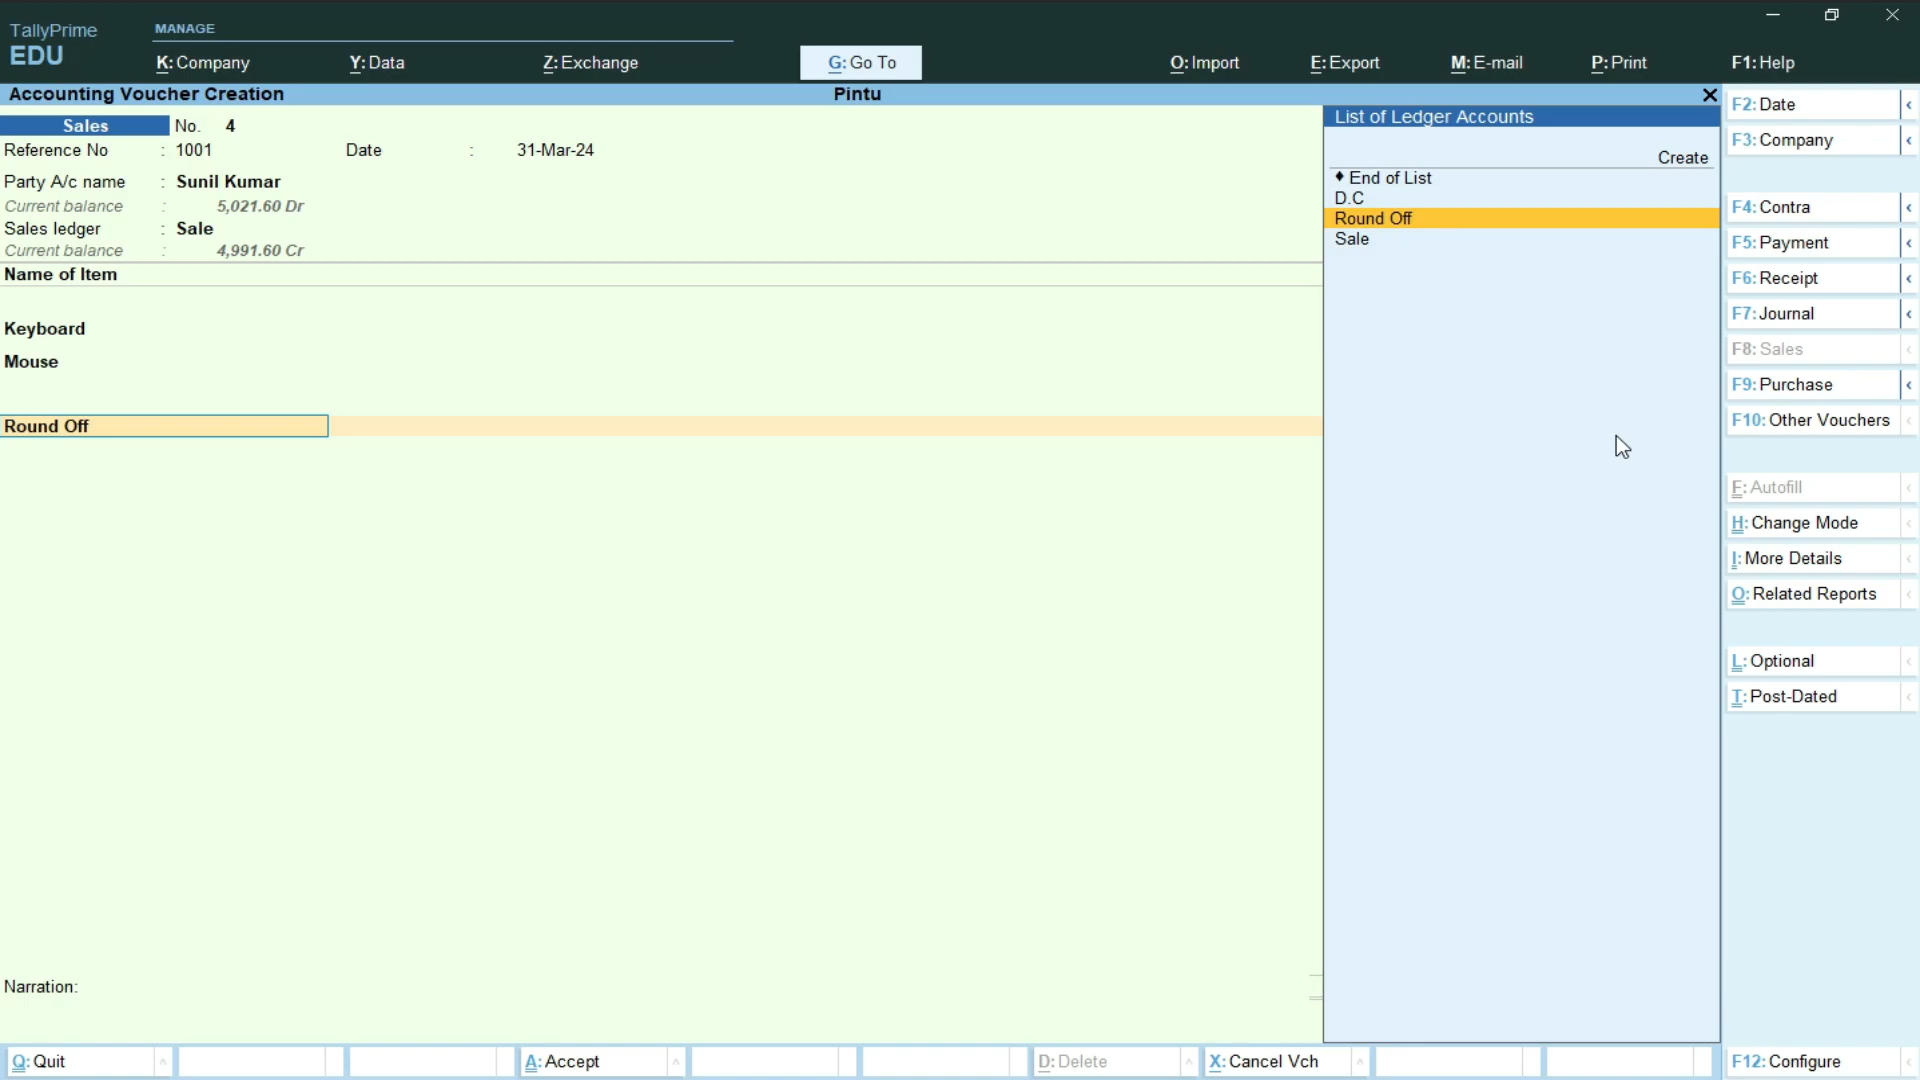 TallyPrime
EDU
MANAGE
K: Company
Y: Data
Z: Exchange
G: Go To
O: Import
E: Export
M: E-mail
P: Print
F1: Help
Accounting Voucher Creation
Pintu
Sales No. 4
Reference No : 1001 Date : 31-Mar-24
Party A/c name : Sunil Kumar
Current balance : 5,021.60 Dr
Sales ledger : Sale
Current balance : 4,991.60 Cr
Name of Item
Keyboard
Mouse
Round Off
Narration:
List of Ledger Accounts
Create
♦ End of List
D.C
Round Off
Sale
F2: Date
F3: Company
F4: Contra
F5: Payment
F6: Receipt
F7: Journal
F8: Sales
F9: Purchase
F10: Other Vouchers
F: Autofill
H: Change Mode
I: More Details
O: Related Reports
L: Optional
T: Post-Dated
Q: Quit
A: Accept
D: Delete
X: Cancel Vch
F12: Configure